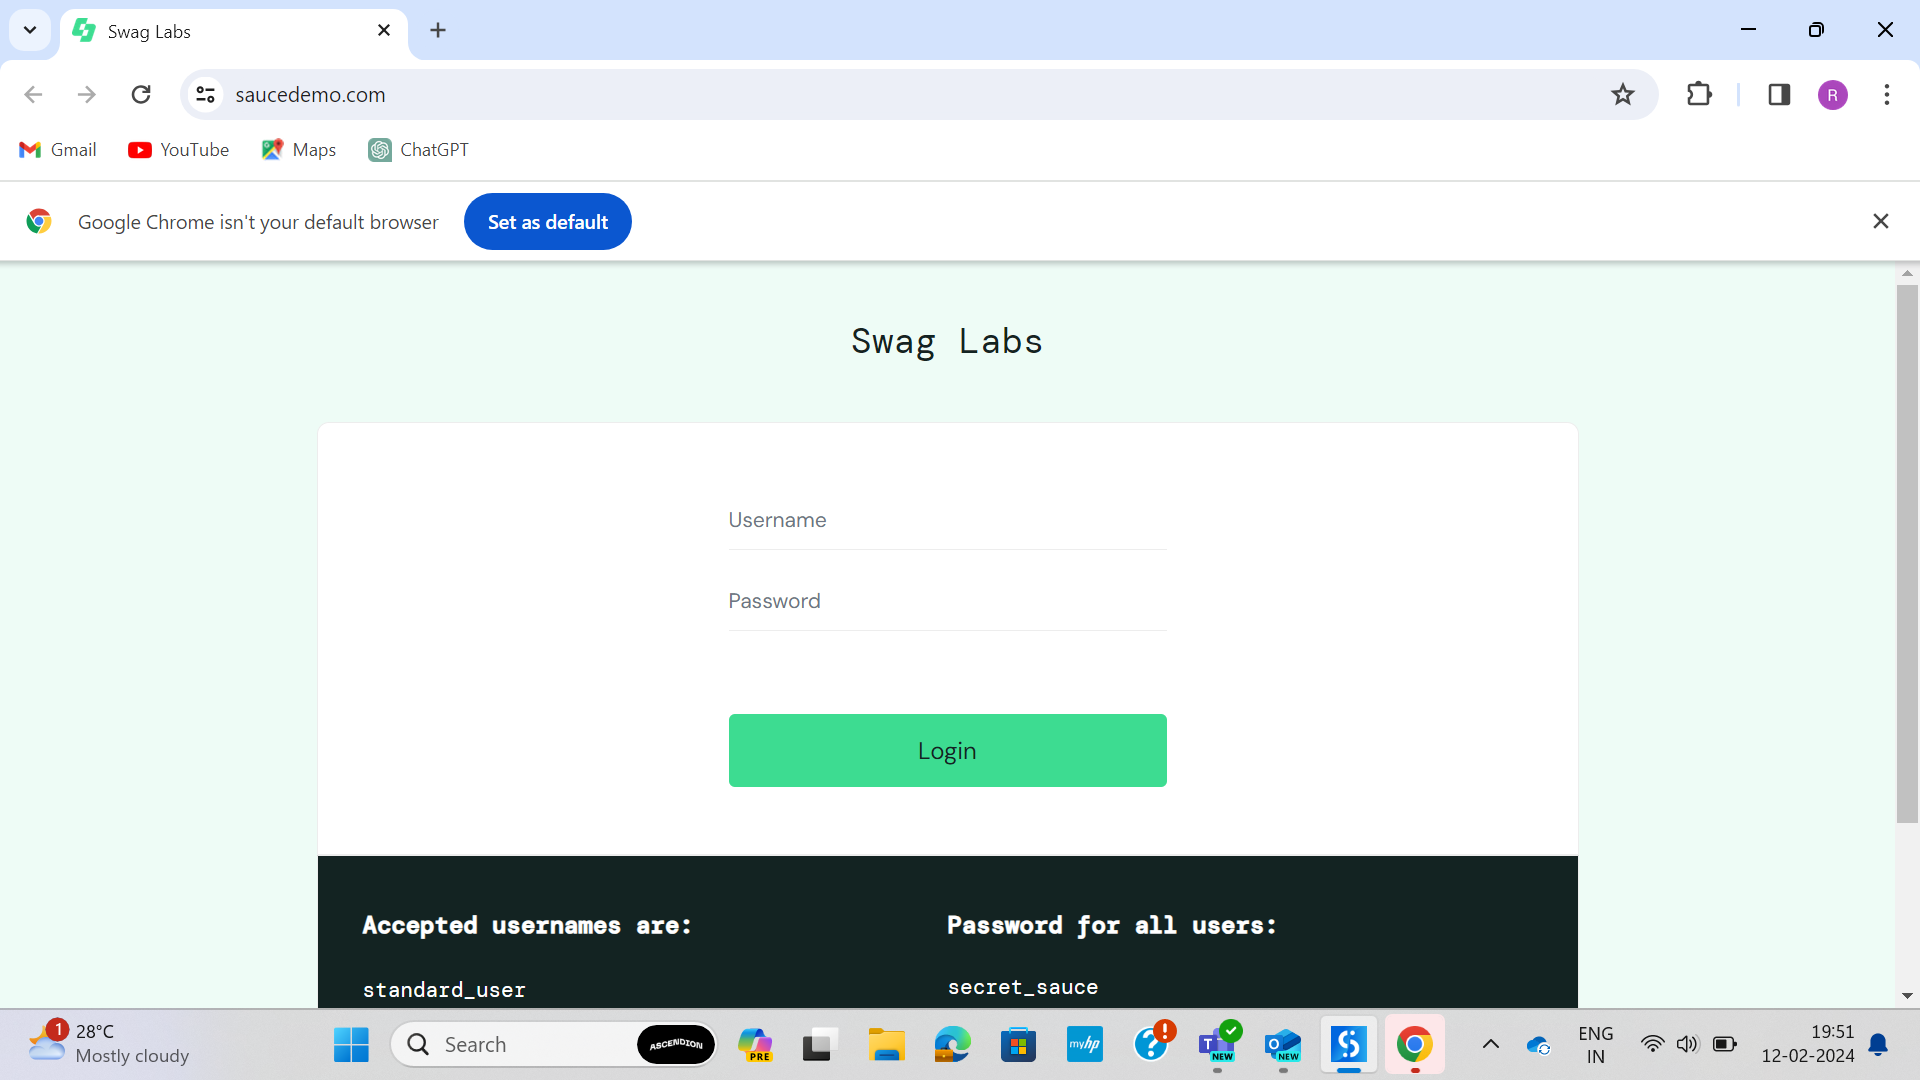 Swag Labs
saucedemo.com
R
Gmail
YouTube
Maps
ChatGPT
Google Chrome isn't your default browser
Set as default
Swag Labs
Username
Password
Login
Accepted usernames are:
Password for all users:
standard_user
secret_sauce
1
28°C
Mostly cloudy
Search
ASCENDION
PRE
myhp
?
!
T
NEW
O
NEW
ENG
IN
19:51
12-02-2024